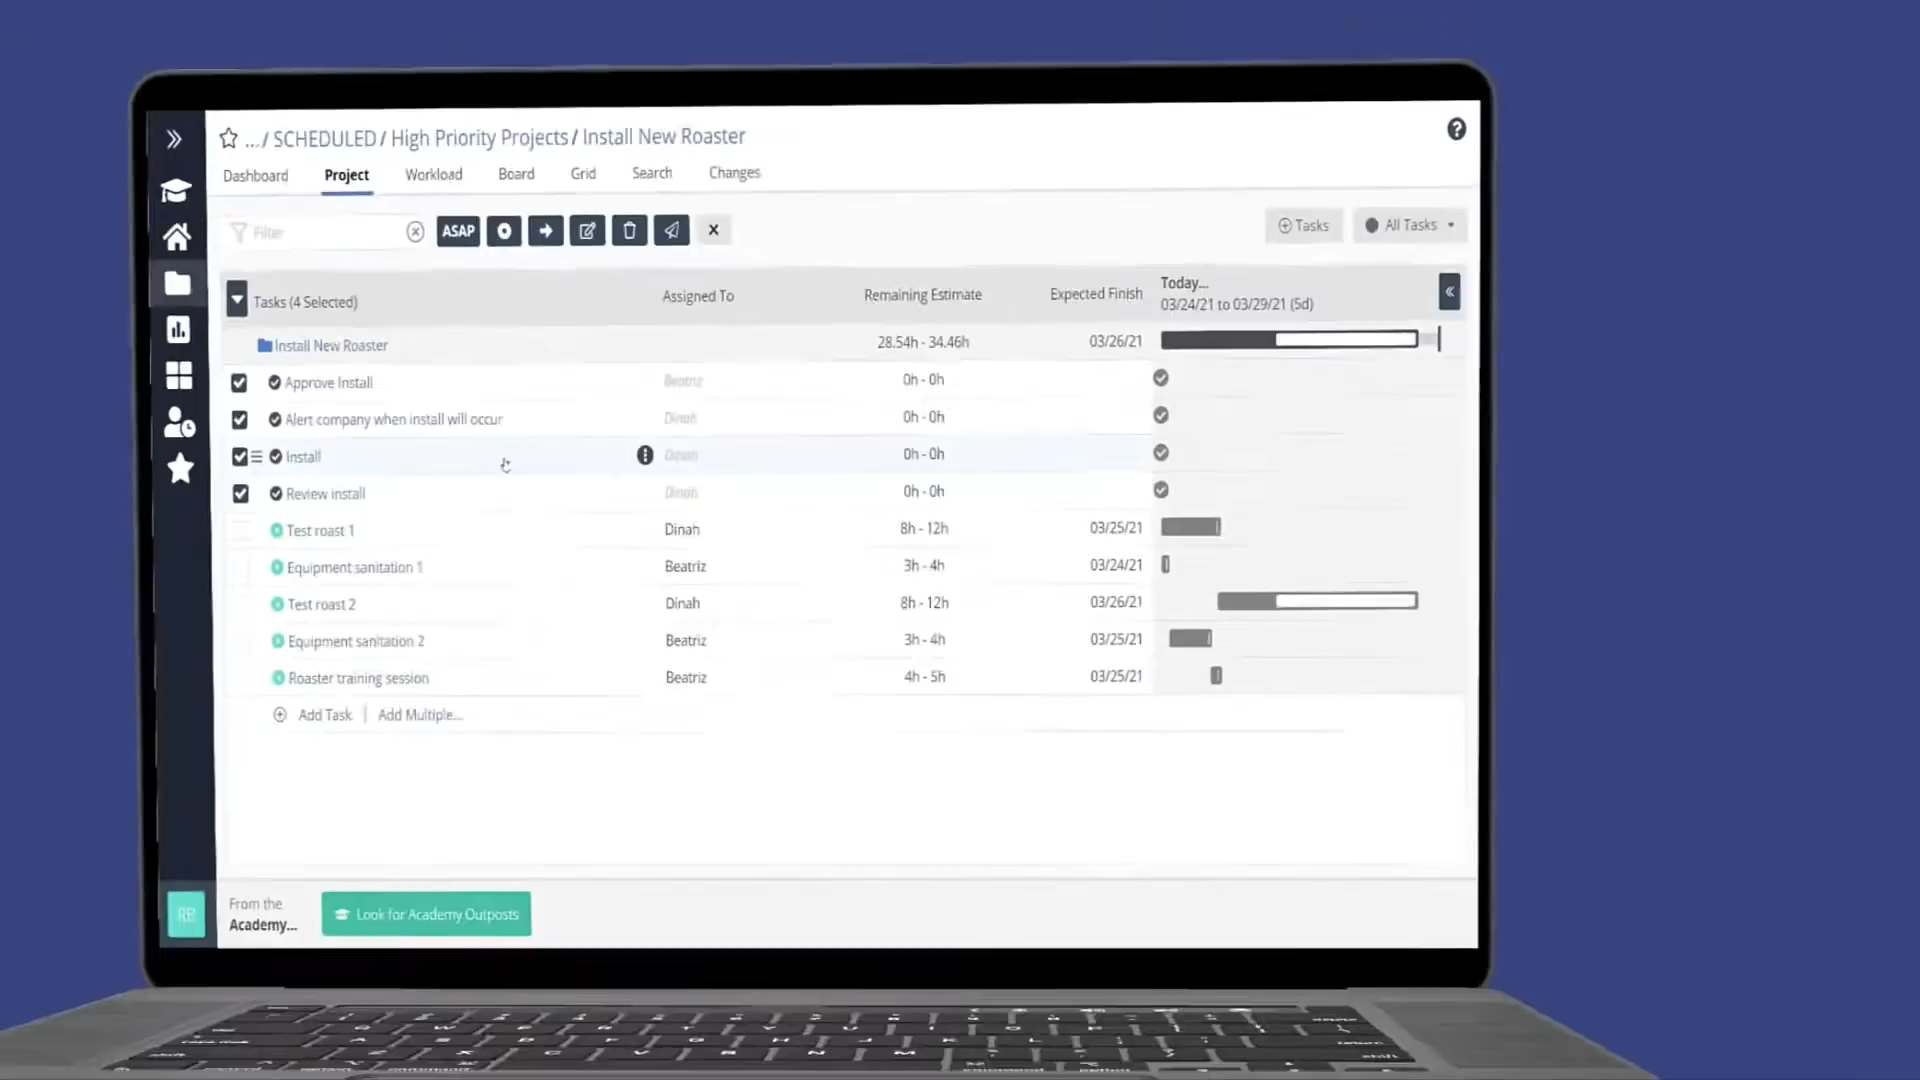 ... / SCHEDULED / High Priority Projects / Install New Roaster
Dashboard Project Workload Board Grid Search Changes
Filter ASAP Tasks All Tasks
Tasks (4 Selected) Assigned To Remaining Estimate Expected Finish Today...
03/24/21 to 03/29/21 (5d)
Install New Roaster 28.54h - 34.46h 03/26/21
Approve Install Beatriz 0h - 0h
Alert company when install will occur Dinah 0h - 0h
Install Dinah 0h - 0h
Review install Dinah 0h - 0h
Test roast 1 Dinah 8h - 12h 03/25/21
Equipment sanitation 1 Beatriz 3h - 4h 03/24/21
Test roast 2 Dinah 8h - 12h 03/26/21
Equipment sanitation 2 Beatriz 3h - 4h 03/25/21
Roaster training session Beatriz 4h - 5h 03/25/21
Add Task | Add Multiple...
From the
Academy...
Look for Academy Outposts